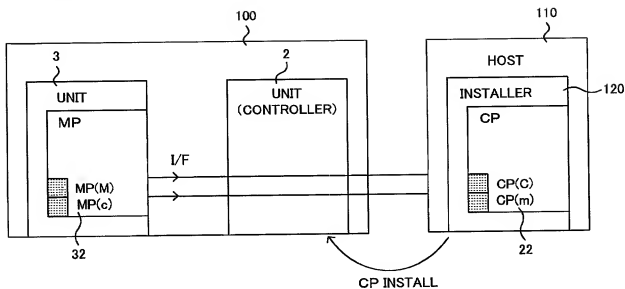 100
110
3
2
HOST
UNIT
UNIT
(CONTROLLER)
INSTALLER
120
MP
CP
I/F
MP(M)
MP(c)
CP(C)
CP(m)
32
22
CP INSTALL